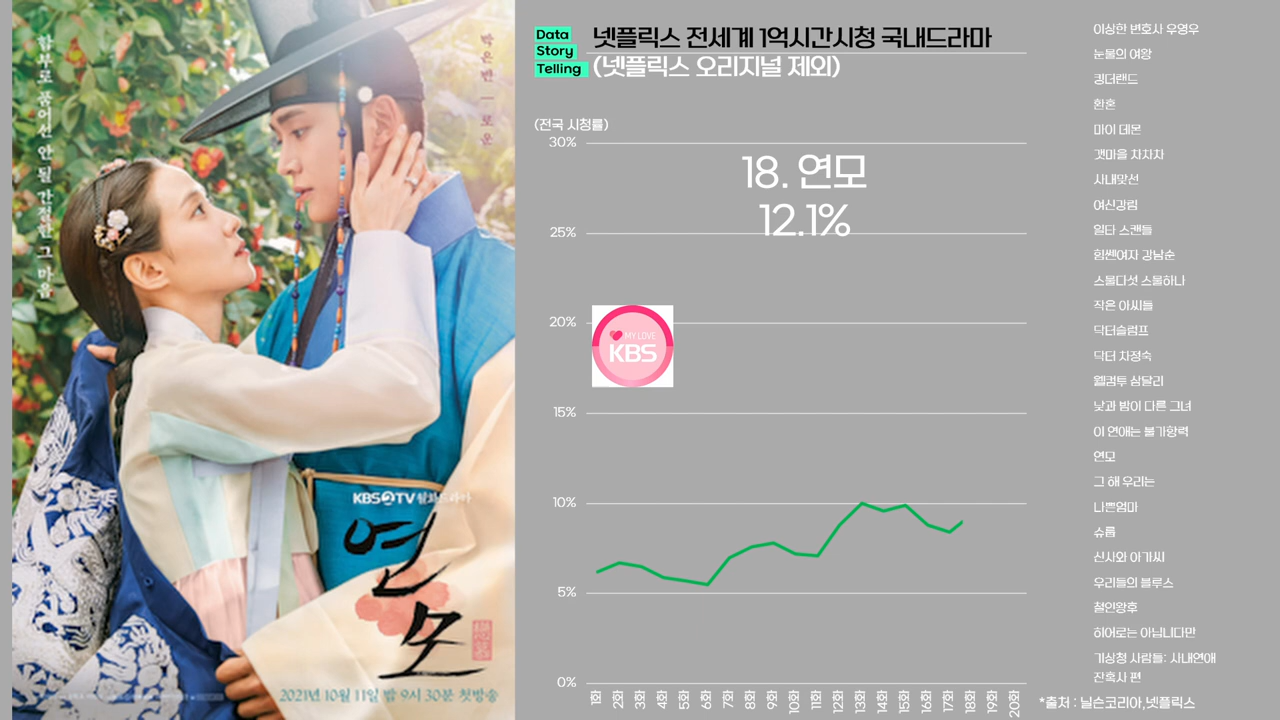 함부로 품어선 안 될 간절한 그 마음
박은빈 — 로운
KBS 2TV 월화드라마
연모
2021년 10월 11일 밤 9시 30분 첫방송
Data
Story
Telling
넷플릭스 전세계 1억시간시청 국내드라마
(넷플릭스 오리지널 제외)
(전국 시청률)
18. 연모
12.1%
30%
25%
20%
15%
10%
5%
0%
MY LOVE
KBS
1회 2회 3회 4회 5회 6회 7회 8회 9회 10회 11회 12회 13회 14회 15회 16회 17회 18회 19회 20회
이상한 변호사 우영우
눈물의 여왕
킹더랜드
환혼
마이 데몬
갯마을 차차차
사내맞선
여신강림
일타 스캔들
힘쎈여자 강남순
스물다섯 스물하나
작은 아씨들
닥터슬럼프
닥터 차정숙
웰컴투 삼달리
낮과 밤이 다른 그녀
이 연애는 불가항력
연모
그 해 우리는
나쁜엄마
슈룹
신사와 아가씨
우리들의 블루스
철인왕후
히어로는 아닙니다만
기상청 사람들: 사내연애
잔혹사 편
*출처 : 닐슨코리아,넷플릭스